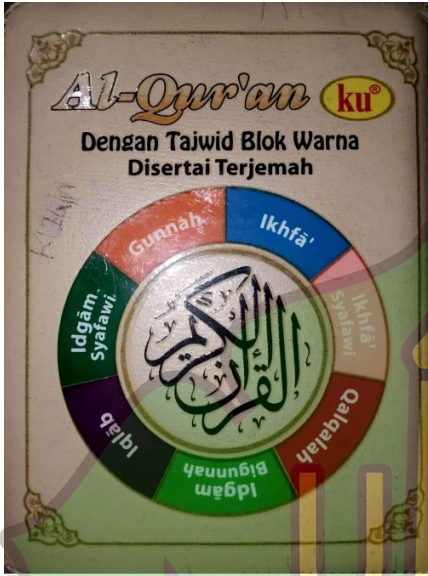 Al-Qur'an ku®
Dengan Tajwid Blok Warna
Disertai Terjemah
Gunnah
Ikhfā'
Ikhfā'
Syafawi
Qalqalah
Idgām
Bigunnah
Iqlāb
Idgām
Syafawi
القرآن الكريم